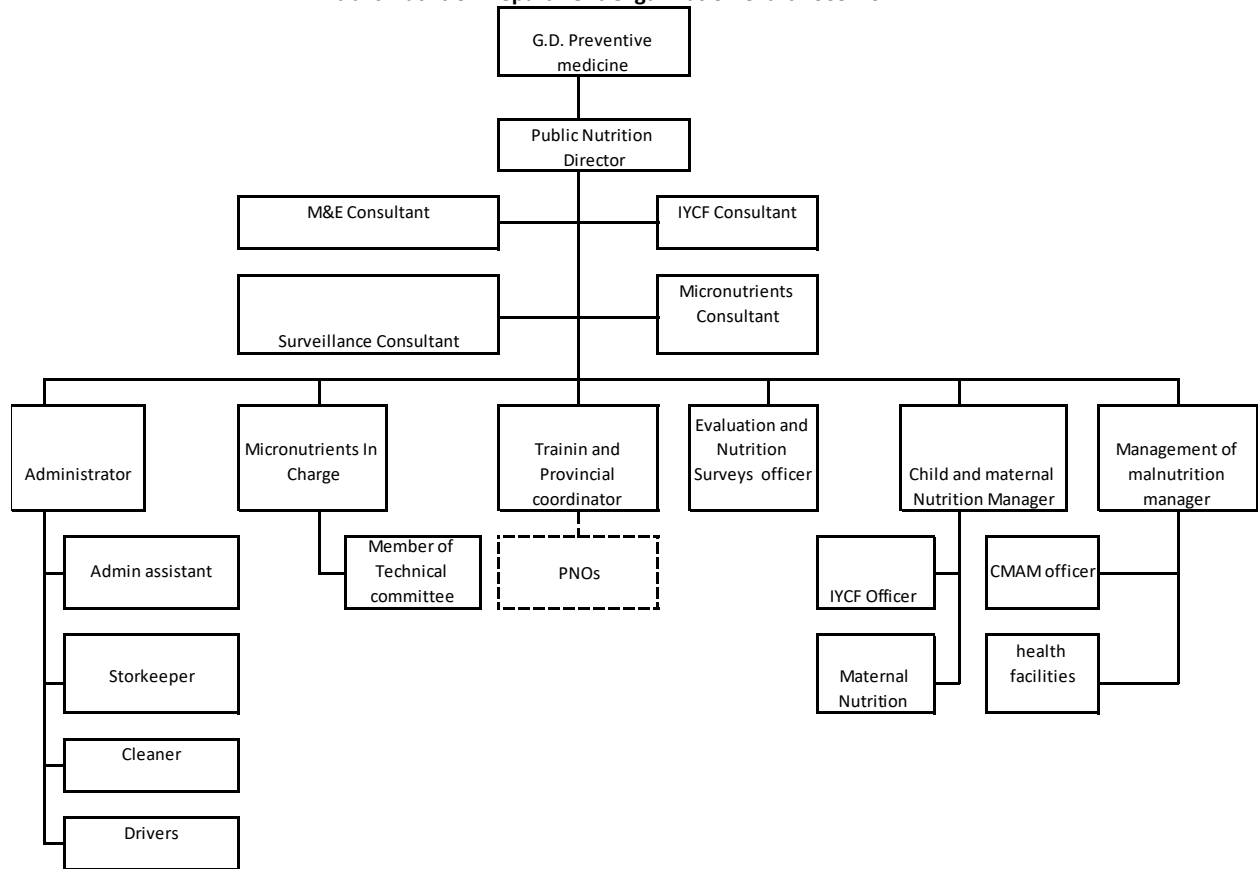 G.D. Preventive
medicine
Public Nutrition
Director
M&E Consultant
IYCF Consultant
Surveillance Consultant
Micronutrients
Consultant
Administrator
Micronutrients In
Charge
Trainin and
Provincial
coordinator
Evaluation and
Nutrition
Surveys officer
Child and maternal
Nutrition Manager
Management of
malnutrition
manager
Admin assistant
Member of
Technical
committee
PNOs
IYCF Officer
CMAM officer
Storkeeper
Maternal
Nutrition
health
facilities
Cleaner
Drivers